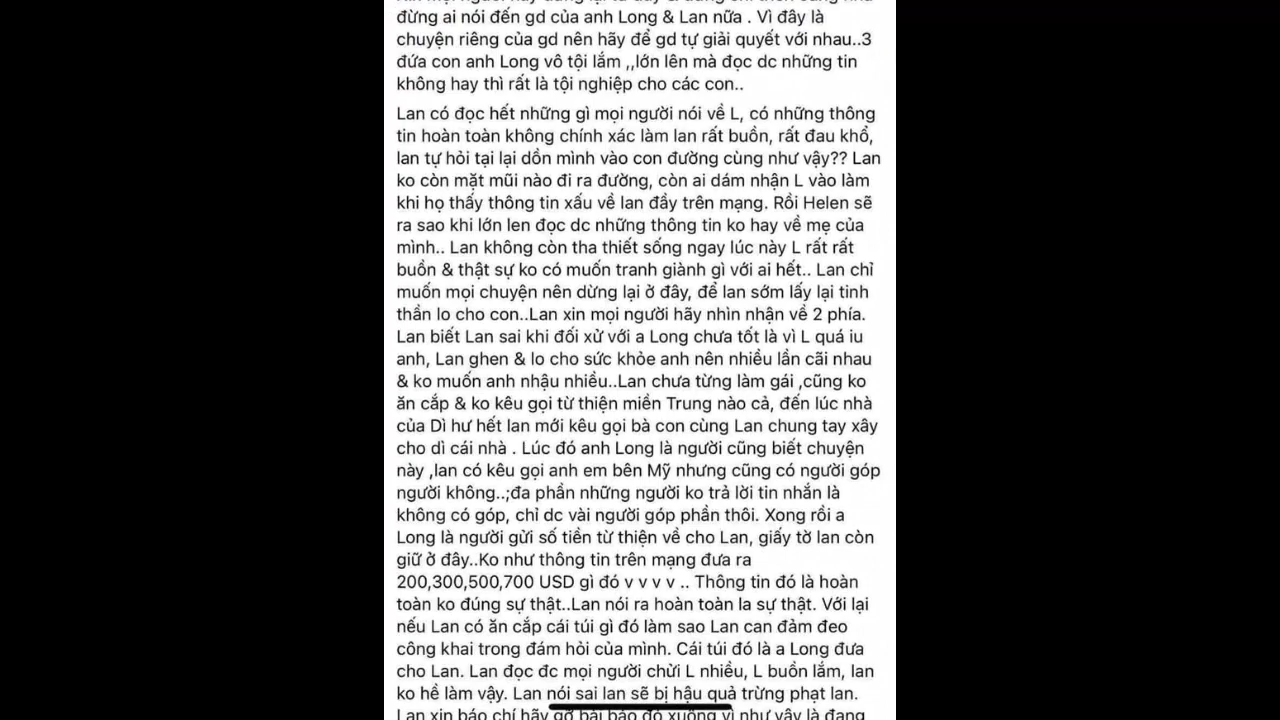 đừng ai nói đến gd của anh Long & Lan nữa . Vì đây là
chuyện riêng của gd nên hãy để gd tự giải quyết với nhau..3
đứa con anh Long vô tội lắm ,,lớn lên mà đọc dc những tin
không hay thì rất là tội nghiệp cho các con..
Lan có đọc hết những gì mọi người nói về L, có những thông
tin hoàn toàn không chính xác làm lan rất buồn, rất đau khổ,
lan tự hỏi tại lại dồn mình vào con đường cùng như vậy?? Lan
ko còn mặt mũi nào đi ra đường, còn ai dám nhận L vào làm
khi họ thấy thông tin xấu về lan đầy trên mạng. Rồi Helen sẽ
ra sao khi lớn len đọc dc những thông tin ko hay về mẹ của
mình.. Lan không còn tha thiết sống ngay lúc này L rất rất
buồn & thật sự ko có muốn tranh giành gì với ai hết.. Lan chỉ
muốn mọi chuyện nên dừng lại ở đây, để lan sớm lấy lại tinh
thần lo cho con..Lan xin mọi người hãy nhìn nhận về 2 phía.
Lan biết Lan sai khi đối xử với a Long chưa tốt là vì L quá iu
anh, Lan ghen & lo cho sức khỏe anh nên nhiều lần cãi nhau
& ko muốn anh nhậu nhiều..Lan chưa từng làm gái ,cũng ko
ăn cắp & ko kêu gọi từ thiện miền Trung nào cả, đến lúc nhà
của Dì hư hết lan mới kêu gọi bà con cùng Lan chung tay xây
cho dì cái nhà . Lúc đó anh Long là người cũng biết chuyện
này ,lan có kêu gọi anh em bên Mỹ nhưng cũng có người góp
người không..;đa phần những người ko trả lời tin nhắn là
không có góp, chỉ dc vài người góp phần thôi. Xong rồi a
Long là người gửi số tiền từ thiện về cho Lan, giấy tờ lan còn
giữ ở đây..Ko như thông tin trên mạng đưa ra
200,300,500,700 USD gì đó v v v v .. Thông tin đó là hoàn
toàn ko đúng sự thật..Lan nói ra hoàn toàn la sự thật. Với lại
nếu Lan có ăn cắp cái túi gì đó làm sao Lan can đảm đeo
công khai trong đám hỏi của mình. Cái túi đó là a Long đưa
cho Lan. Lan đọc đc mọi người chửi L nhiều, L buồn lắm, lan
ko hề làm vậy. Lan nói sai lan sẽ bị hậu quả trừng phạt lan.
Lan xin báo chí hãy gỡ bài báo đó xuống vì như vậy là đang